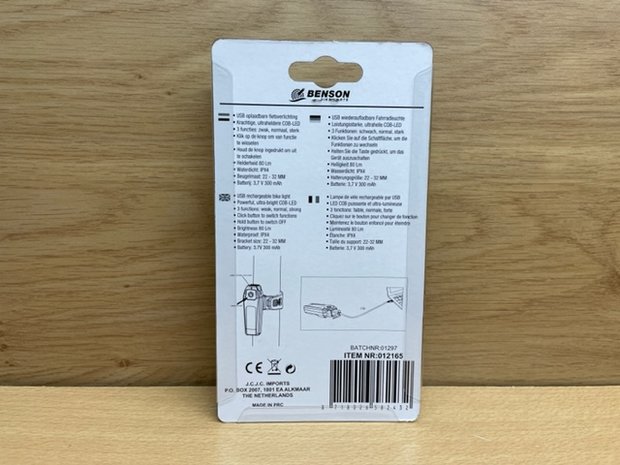 BENSON
• USB oplaadbare fietsverlichting
• Krachtige, ultraheldere COB-LED
• 3 functies: zwak, normaal, sterk
• Klik op de knop om van functie
te wisselen
• Houd de knop ingedrukt om uit
te schakelen
• Helderheid 80 Lm
• Waterdicht: IPX4
• Beugelmaat: 22 - 32 MM
• Batterij: 3,7 V 300 mAh
• USB wiederaufladbare Fahrradleuchte
• Leistungsstarke, ultrahelle COB-LED
• 3 Funktionen: schwach, normal, stark
• Klicken Sie auf die Schaltfläche, um die
Funktion zu wechseln
• Halten Sie die Taste gedrückt, um das
Gerät auszuschalten
• Helligkeit 80 Lm
• Wasserdicht: IPX4
• Halterungsgröße: 22 - 32 MM
• Batterie: 3,7 V 300 mAh
• USB rechargeable bike light
• Powerful, ultra-bright COB-LED
• 3 functions: weak, normal, strong
• Click button to switch functions
• Hold button to switch OFF
• Brightness 80 Lm
• Waterproof: IPX4
• Bracket size: 22 - 32 MM
• Battery: 3.7V 300 mAh
• Lampe de vélo rechargeable par USB
• LED COB puissante et ultra-lumineuse
• 3 fonctions: faible, normale, forte
• Cliquez sur le bouton pour changer de fonction
• Maintenez le bouton enfoncé pour éteindre
• Luminosité 80 Lm
• Étanche: IPX4
• Taille du support: 22-32 MM
• Batterie: 3,7 V 300 mAh
BATCHNR:01297
ITEM NR:012165
CE
J.C.J.C. IMPORTS
P.O. BOX 2007, 1801 EA ALKMAAR
THE NETHERLANDS
MADE IN PRC
8 718026 582432